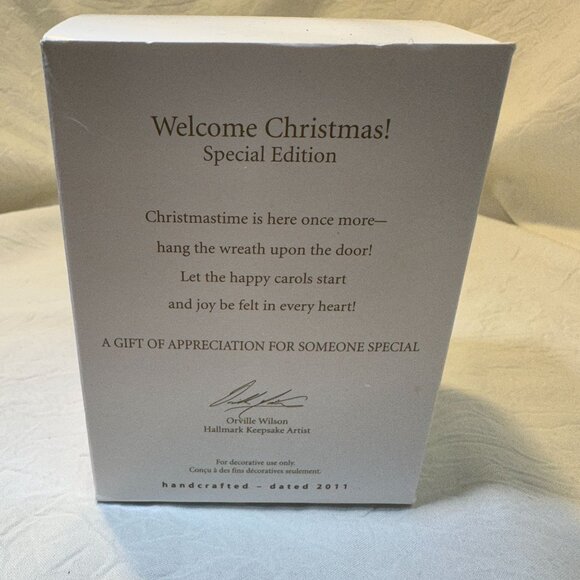 Welcome Christmas!
Special Edition
Christmastime is here once more—
hang the wreath upon the door!
Let the happy carols start
and joy be felt in every heart!
A GIFT OF APPRECIATION FOR SOMEONE SPECIAL
Orville Wilson
Hallmark Keepsake Artist
For decorative use only.
Conçu à des fins décoratives seulement.
handcrafted – dated 2011